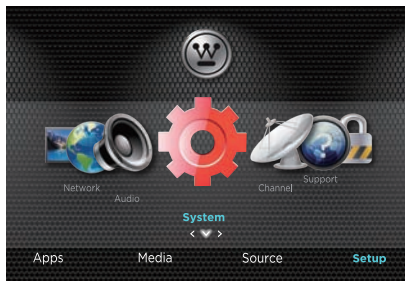 W
Network
Audio
Channel
Support
?
System
Apps
Media
Source
Setup